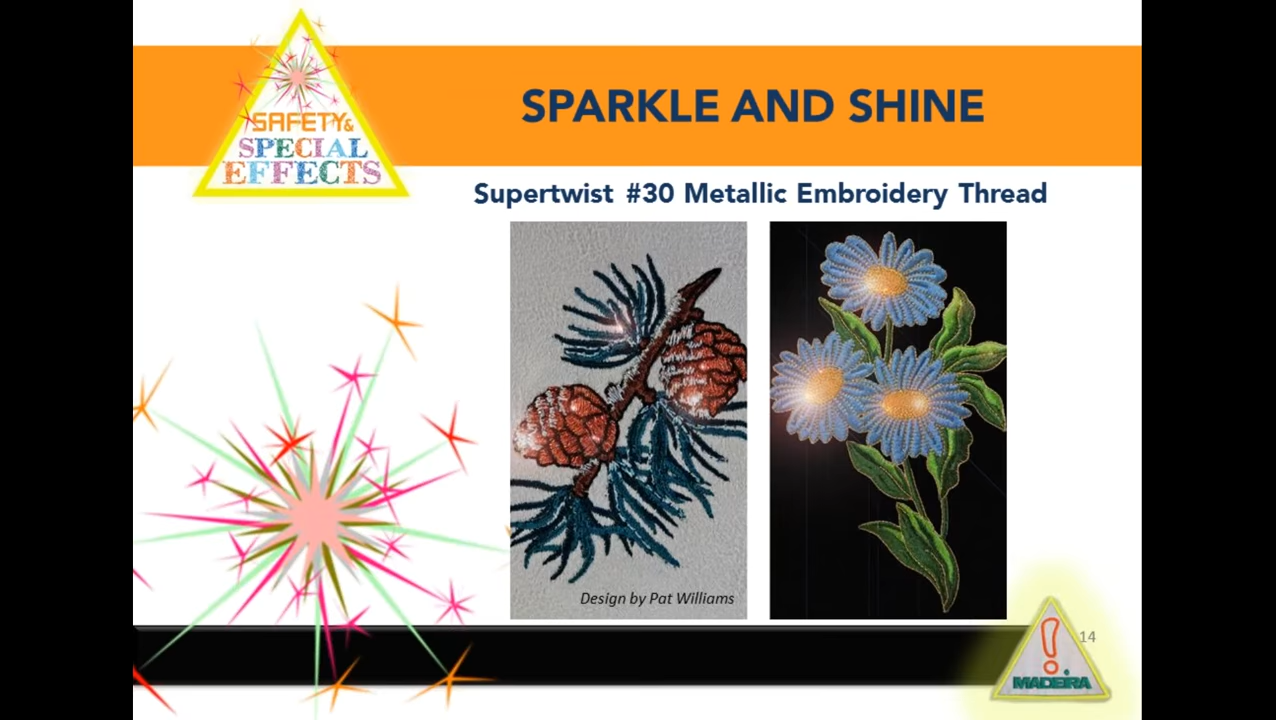 SPARKLE AND SHINE
SAFETY&
SPECIAL
EFFECTS
Supertwist #30 Metallic Embroidery Thread
Design by Pat Williams
14
!
MADEIRA